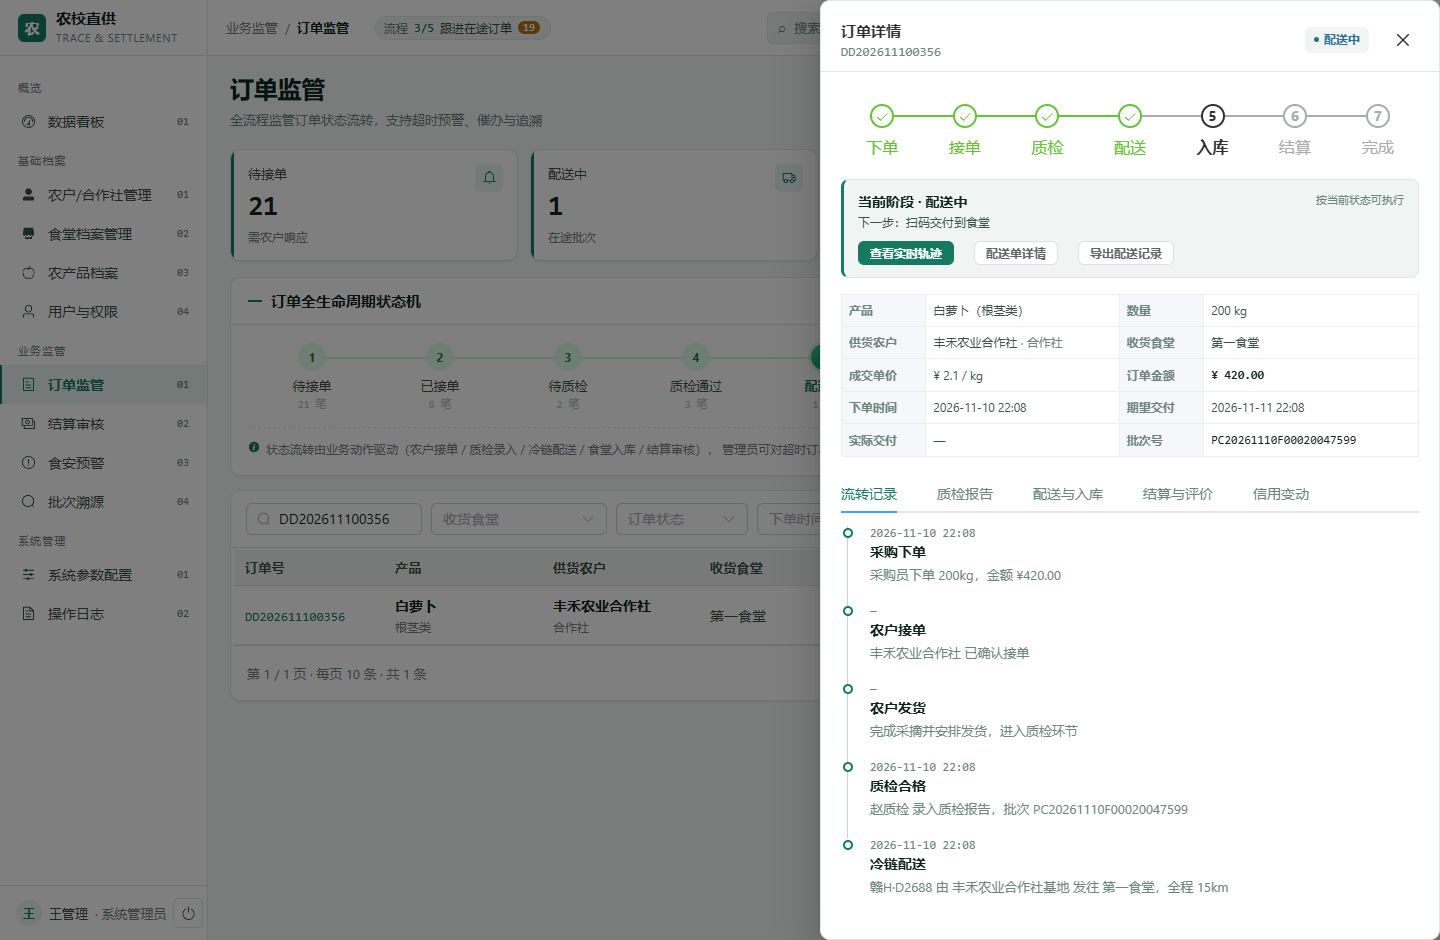 农 农校直供
TRACE & SETTLEMENT
概览
数据看板 01
基础档案
农户/合作社管理 01
食堂档案管理 02
农产品档案 03
用户与权限 04
业务监管
订单监管 01
结算审核 02
食安预警 03
批次溯源 04
系统管理
系统参数配置 01
操作日志 02
王 王管理 · 系统管理员
业务监管 / 订单监管 流程 3/5 跟进在途订单 19 搜索
订单监管
全流程监管订单状态流转，支持超时预警、催办与追溯
待接单
21
需农户响应
配送中
1
在途批次
订单全生命周期状态机
1 2 3 4
待接单 已接单 待质检 质检通过 配
21 笔 8 笔 2 笔 3 笔 1
状态流转由业务动作驱动（农户接单 / 质检录入 / 冷链配送 / 食堂入库 / 结算审核）， 管理员可对超时订
DD202611100356 收货食堂 订单状态 下单时间
订单号 产品 供货农户 收货食堂
DD202611100356 白萝卜 丰禾农业合作社 第一食堂
根茎类 合作社
第 1 / 1 页 · 每页 10 条 · 共 1 条
订单详情
DD202611100356
• 配送中
5 6 7
下单 接单 质检 配送 入库 结算 完成
当前阶段 · 配送中 按当前状态可执行
下一步：扫码交付到食堂
查看实时轨迹 配送单详情 导出配送记录
产品 白萝卜（根茎类） 数量 200 kg
供货农户 丰禾农业合作社 · 合作社 收货食堂 第一食堂
成交单价 ¥ 2.1 / kg 订单金额 ¥ 420.00
下单时间 2026-11-10 22:08 期望交付 2026-11-11 22:08
实际交付 — 批次号 PC20261110F00020047599
流转记录 质检报告 配送与入库 结算与评价 信用变动
2026-11-10 22:08
采购下单
采购员下单 200kg，金额 ¥420.00
—
农户接单
丰禾农业合作社 已确认接单
—
农户发货
完成采摘并安排发货，进入质检环节
2026-11-10 22:08
质检合格
赵质检 录入质检报告，批次 PC20261110F00020047599
2026-11-10 22:08
冷链配送
赣H·D2688 由 丰禾农业合作社基地 发往 第一食堂，全程 15km